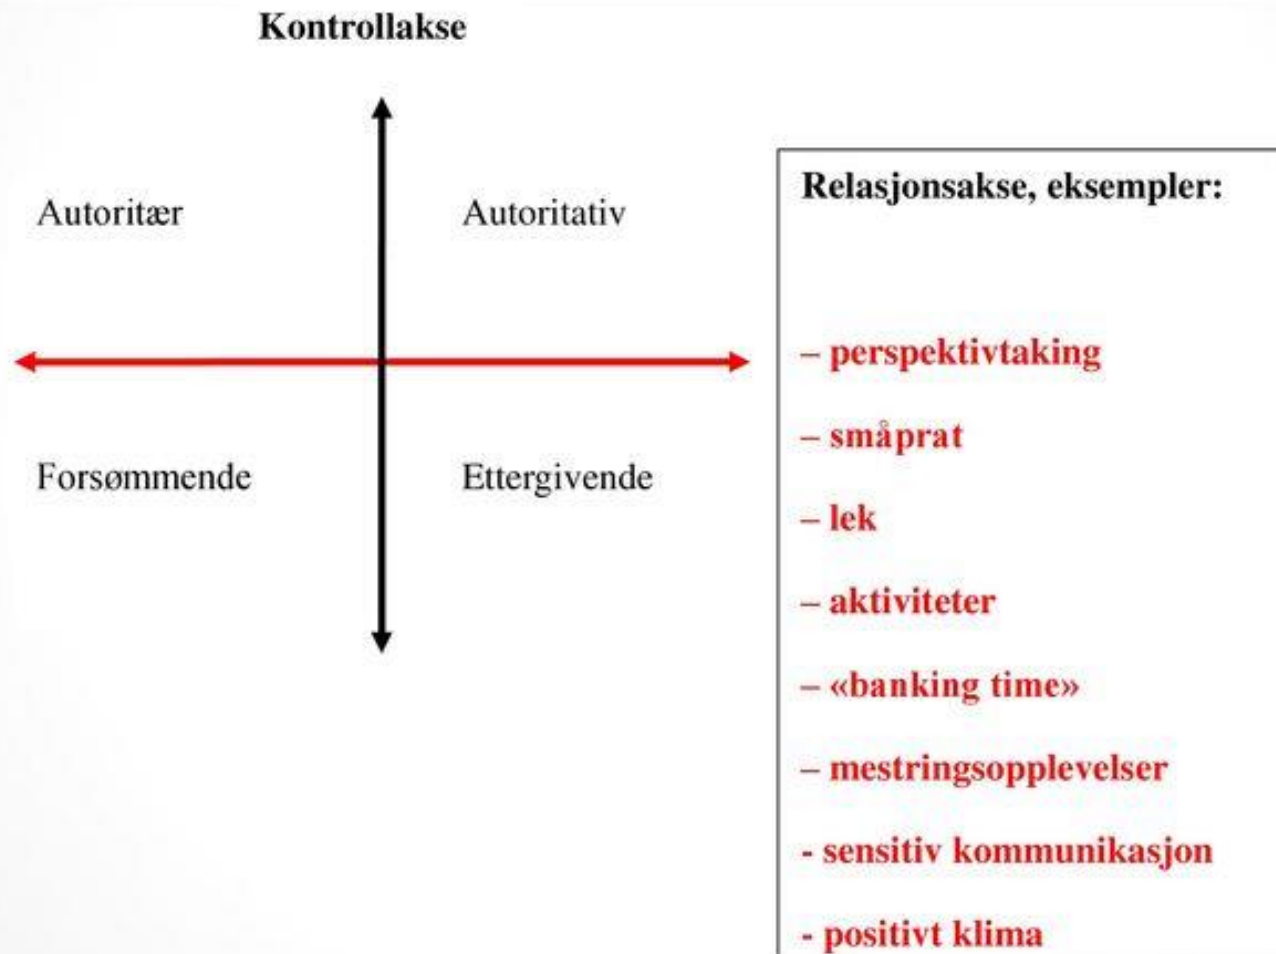 Kontrollakse
Autoritær
Autoritativ
Forsømmende
Ettergivende
Relasjonsakse, eksempler:
– perspektivtaking
– småprat
– lek
– aktiviteter
– «banking time»
– mestringsopplevelser
- sensitiv kommunikasjon
- positivt klima